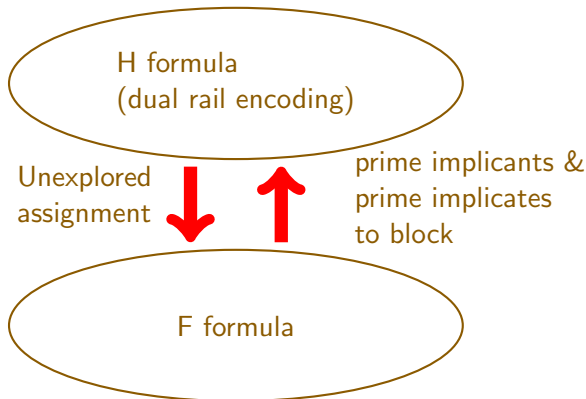 H formula
(dual rail encoding)
Unexplored
assignment
prime implicants &
prime implicates
to block
F formula